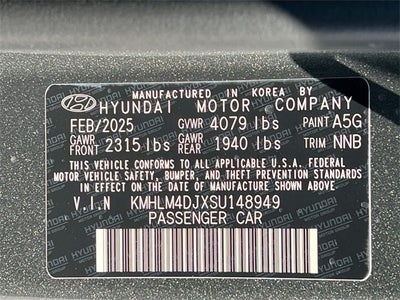 MANUFACTURED IN KOREA BY
HYUNDAI MOTOR COMPANY
FEB/2025 GVWR 4079 lbs PAINT A5G
GAWR FRONT 2315 lbs GAWR REAR 1940 lbs TRIM NNB
THIS VEHICLE CONFORMS TO ALL APPLICABLE U.S. FEDERAL
MOTOR VEHICLE SAFETY, BUMPER, AND THEFT PREVENTION STANDARDS
IN EFFECT ON THE DATE OF MANUFACTURE SHOWN ABOVE.
V.I.N KMHLM4DJXSU148949
PASSENGER CAR